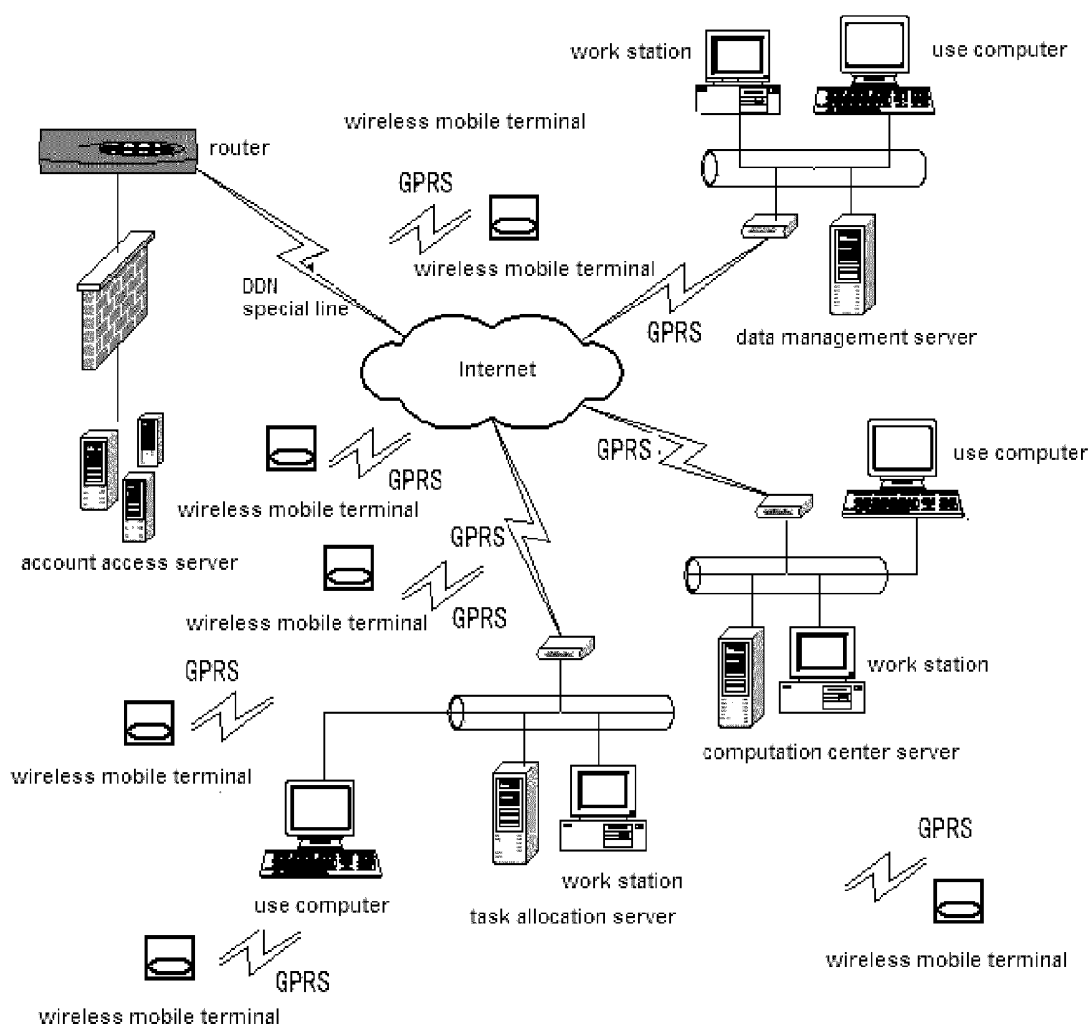 work station
use computer
wireless mobile terminal
router
GPRS
wireless mobile terminal
DDN
special line
GPRS
data management server
Internet
use computer
GPRS
GPRS
wireless mobile terminal
account access server
GPRS
GPRS
wireless mobile terminal
GPRS
work station
computation center server
wireless mobile terminal
GPRS
work station
use computer
task allocation server
wireless mobile terminal
GPRS
wireless mobile terminal